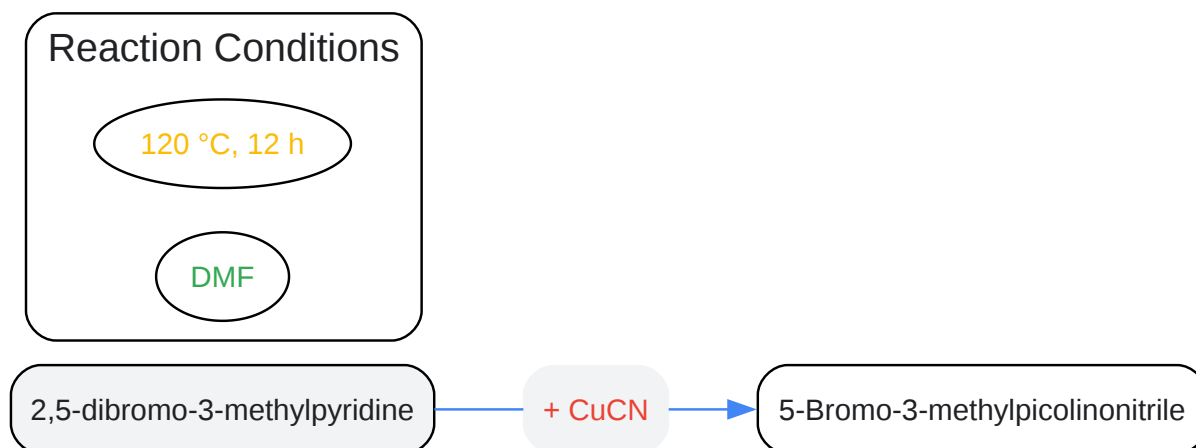 Reaction Conditions
120 °C, 12 h
DMF
2,5-dibromo-3-methylpyridine
+ CuCN
5-Bromo-3-methylpicolinonitrile